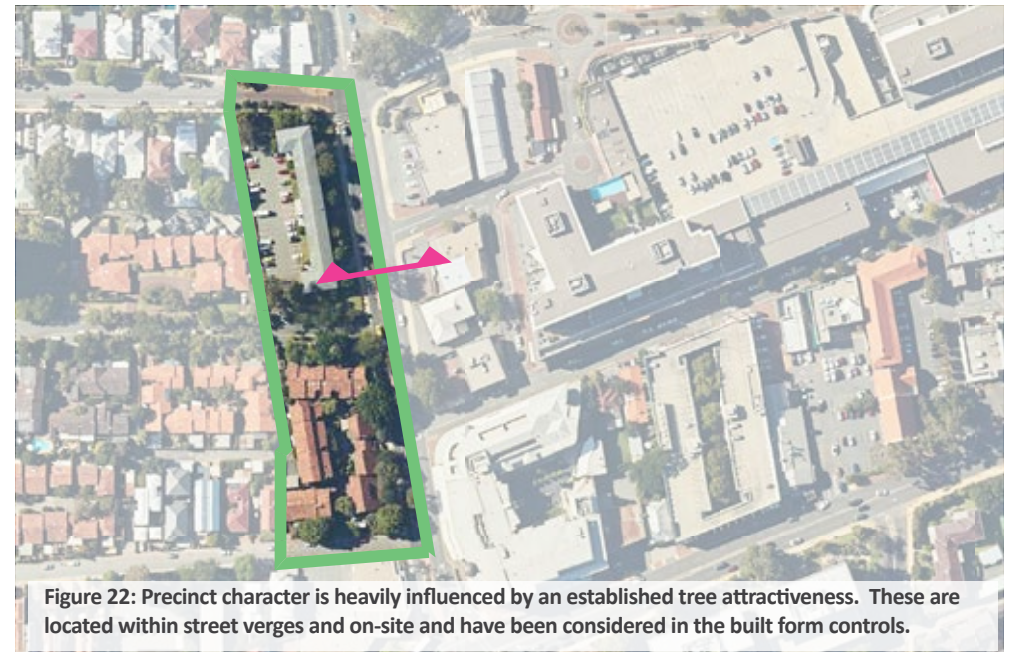 Figure 22: Precinct character is heavily influenced by an established tree attractiveness. These are
located within street verges and on-site and have been considered in the built form controls.